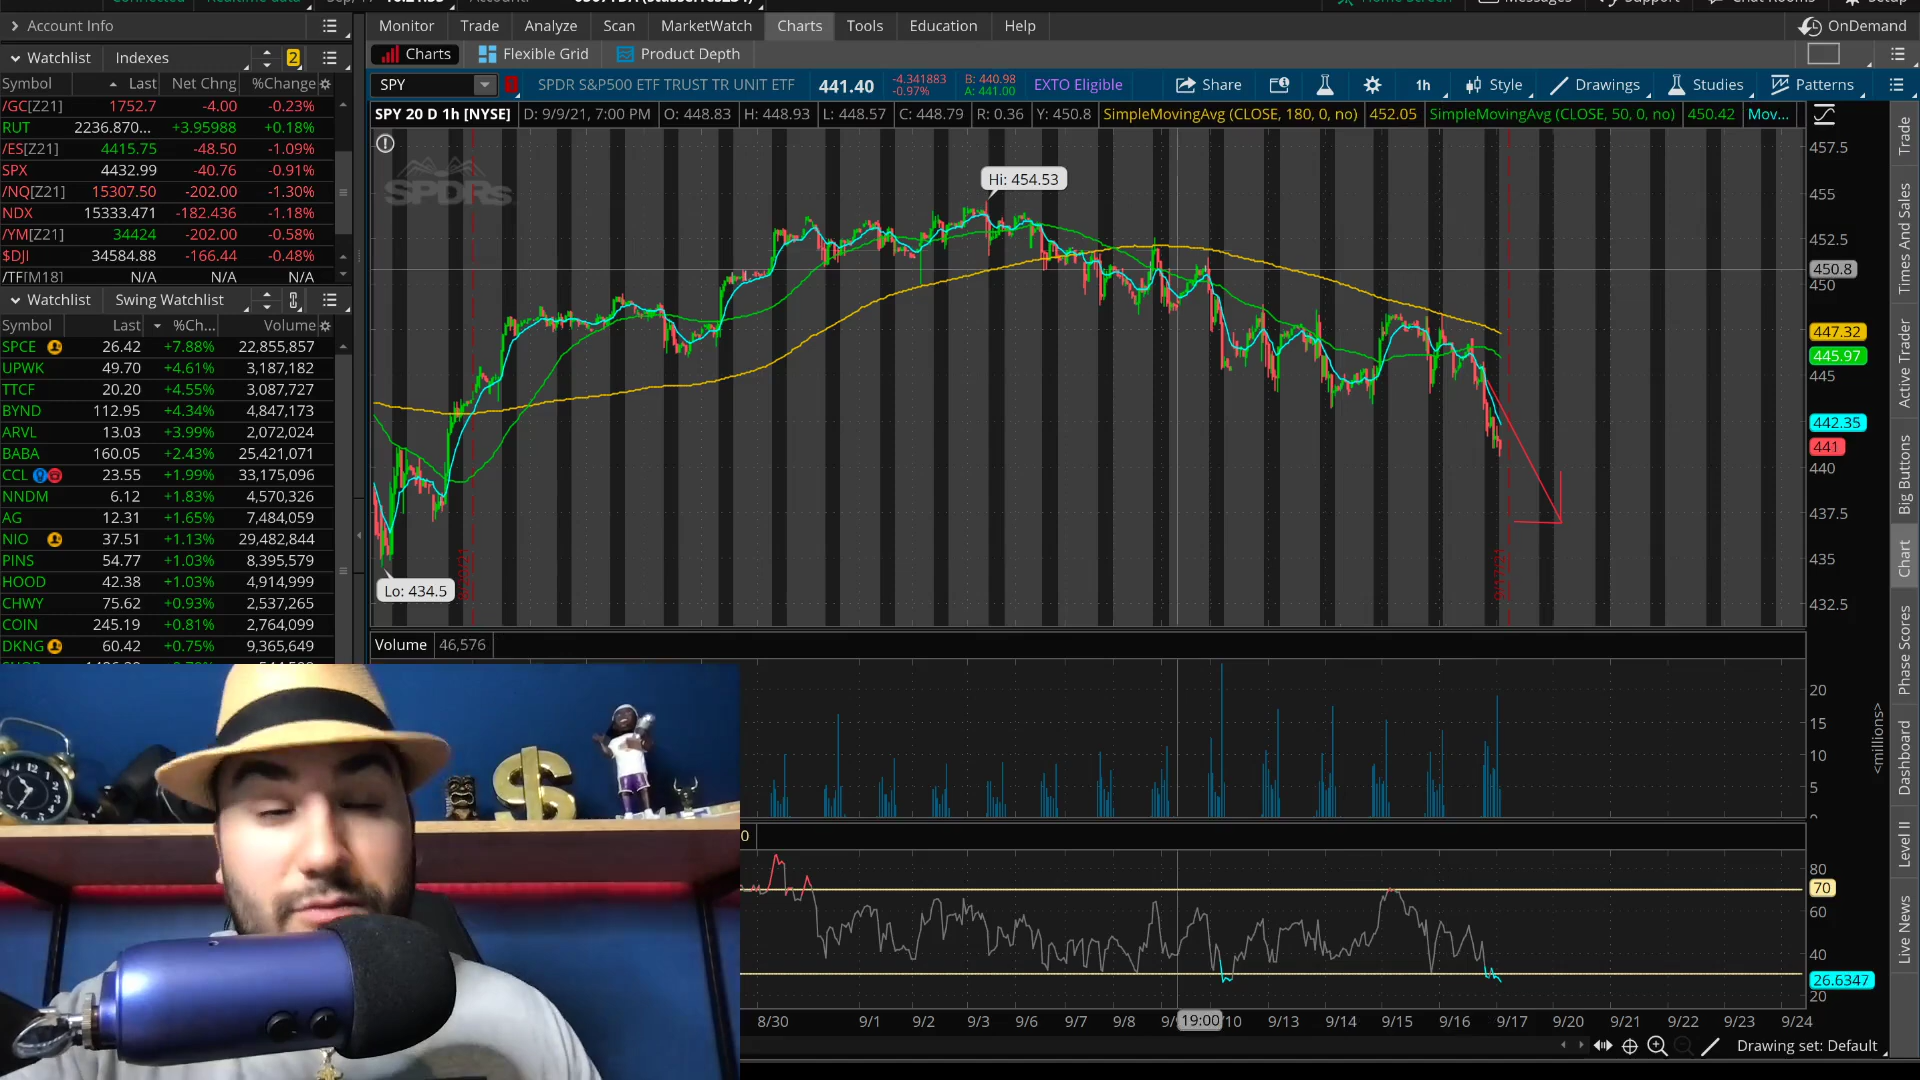 Account Info
Monitor Trade Analyze Scan MarketWatch Charts Tools Education Help OnDemand
Watchlist Indexes 2
Charts Flexible Grid Product Depth
Symbol Last Net Chng %Change
SPY SPDR S&P500 ETF TRUST TR UNIT ETF 441.40 -4.341883 -0.97% B: 440.98 A: 441.00 EXTO Eligible Share 1h Style Drawings Studies Patterns
SPY 20 D 1h [NYSE] D: 9/9/21, 7:00 PM O: 448.83 H: 448.93 L: 448.57 C: 448.79 R: 0.36 Y: 450.8 SimpleMovingAvg (CLOSE, 180, 0, no) 452.05 SimpleMovingAvg (CLOSE, 50, 0, no) 450.42 Mov...
/GC[Z21] 1752.7 -4.00 -0.23%
RUT 2236.870... +3.95988 +0.18%
/ES[Z21] 4415.75 -48.50 -1.09%
SPX 4432.99 -40.76 -0.91%
/NQ[Z21] 15307.50 -202.00 -1.30%
NDX 15333.471 -182.436 -1.18%
/YM[Z21] 34424 -202.00 -0.58%
$DJI 34584.88 -166.44 -0.48%
/TF[M18] N/A N/A N/A
Watchlist Swing Watchlist
Symbol Last %Ch... Volume
SPCE 26.42 +7.88% 22,855,857
UPWK 49.70 +4.61% 3,187,182
TTCF 20.20 +4.55% 3,087,727
BYND 112.95 +4.34% 4,847,173
ARVL 13.03 +3.99% 2,072,024
BABA 160.05 +2.43% 25,421,071
CCL 23.55 +1.99% 33,175,096
NNDM 6.12 +1.83% 4,570,326
AG 12.31 +1.65% 7,484,059
NIO 37.51 +1.13% 29,482,844
PINS 54.77 +1.03% 8,395,579
HOOD 42.38 +1.03% 4,914,999
CHWY 75.62 +0.93% 2,537,265
COIN 245.19 +0.81% 2,764,099
DKNG 60.42 +0.75% 9,365,649
SPDRs
Hi: 454.53
Lo: 434.5
457.5
455
452.5
450.8
450
447.32
445.97
445
442.35
441
440
437.5
435
432.5
Volume 46,576
20
15
10
5
<millions>
80
70
60
40
26.6347
20
8/30 9/1 9/2 9/3 9/6 9/7 9/8 19:00 /10 9/13 9/14 9/15 9/16 9/17 9/20 9/21 9/22 9/23 9/24
Drawing set: Default
Trade
Times And Sales
Active Trader
Big Buttons
Chart
Phase Scores
Dashboard
Level II
Live News
$